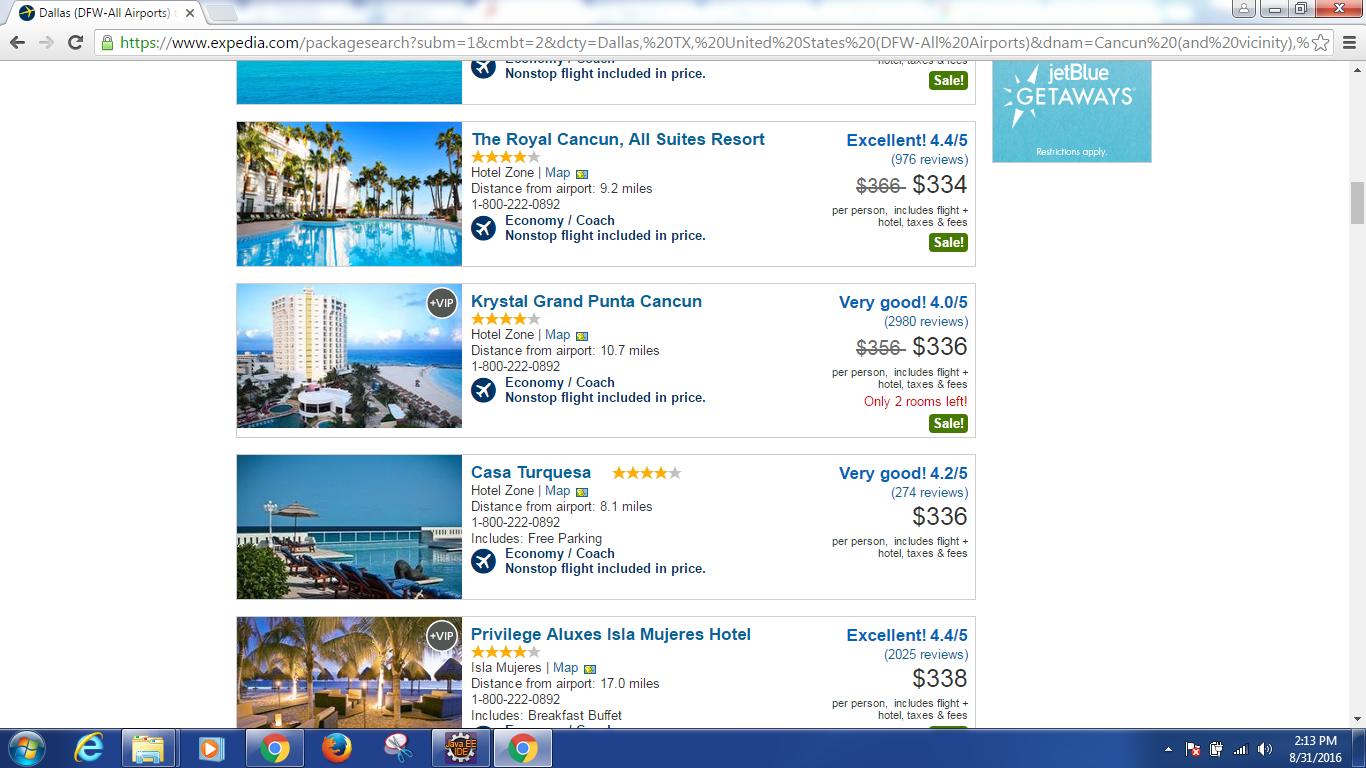 Dallas (DFW-All Airports) t
https://www.expedia.com/packagesearch?subm=1&cmbt=2&dcty=Dallas,%20TX,%20United%20States%20(DFW-All%20Airports)&dnam=Cancun%20(and%20vicinity),%
Economy / Coach
Nonstop flight included in price.
hotel, taxes & fees
Sale!
jetBlue
GETAWAYS
Restrictions apply.
The Royal Cancun, All Suites Resort
Hotel Zone | Map
Distance from airport: 9.2 miles
1-800-222-0892
Economy / Coach
Nonstop flight included in price.
Excellent! 4.4/5
(976 reviews)
$366 $334
per person, includes flight +
hotel, taxes & fees
Sale!
+VIP
Krystal Grand Punta Cancun
Hotel Zone | Map
Distance from airport: 10.7 miles
1-800-222-0892
Economy / Coach
Nonstop flight included in price.
Very good! 4.0/5
(2980 reviews)
$356 $336
per person, includes flight +
hotel, taxes & fees
Only 2 rooms left!
Sale!
Casa Turquesa
Hotel Zone | Map
Distance from airport: 8.1 miles
1-800-222-0892
Includes: Free Parking
Economy / Coach
Nonstop flight included in price.
Very good! 4.2/5
(274 reviews)
$336
per person, includes flight +
hotel, taxes & fees
+VIP
Privilege Aluxes Isla Mujeres Hotel
Isla Mujeres | Map
Distance from airport: 17.0 miles
1-800-222-0892
Includes: Breakfast Buffet
Excellent! 4.4/5
(2025 reviews)
$338
per person, includes flight +
hotel, taxes & fees
Java EE
IDE
2:13 PM
8/31/2016